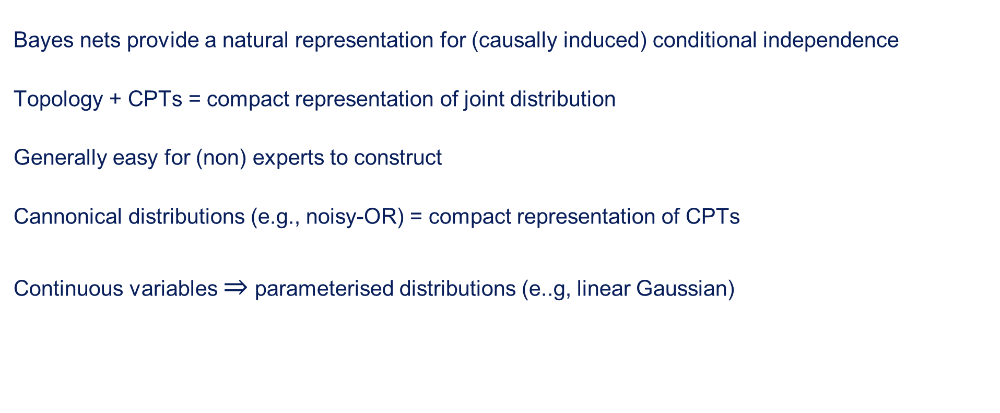 Bayes nets provide a natural representation for (causally induced) conditional independence
Topology + CPTs = compact representation of joint distribution
Generally easy for (non) experts to construct
Cannonical distributions (e.g., noisy-OR) = compact representation of CPTs
Continuous variables ⇒ parameterised distributions (e..g, linear Gaussian)